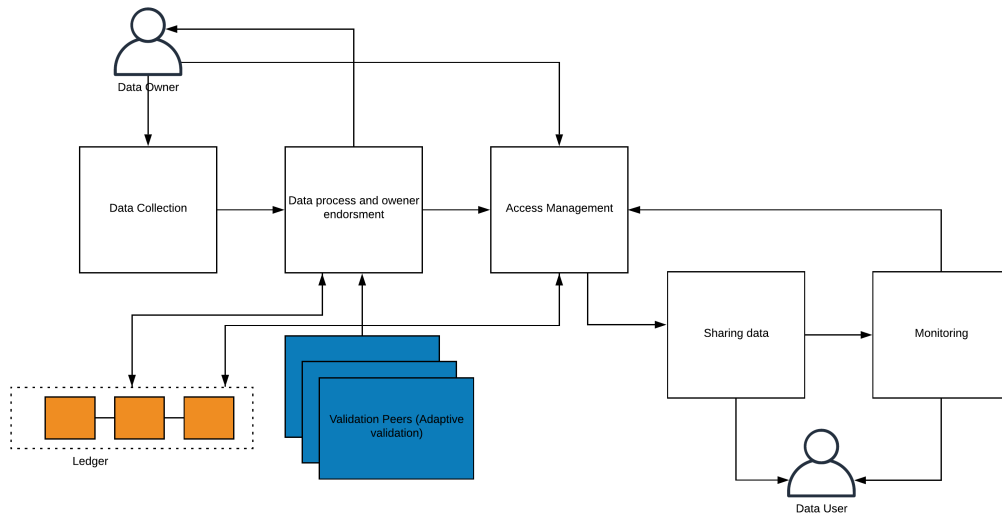 Data Owner
Data Collection
Data process and owener
endorsment
Access Management
Sharing data
Monitoring
Validation Peers (Adaptive
validation)
Ledger
Data User